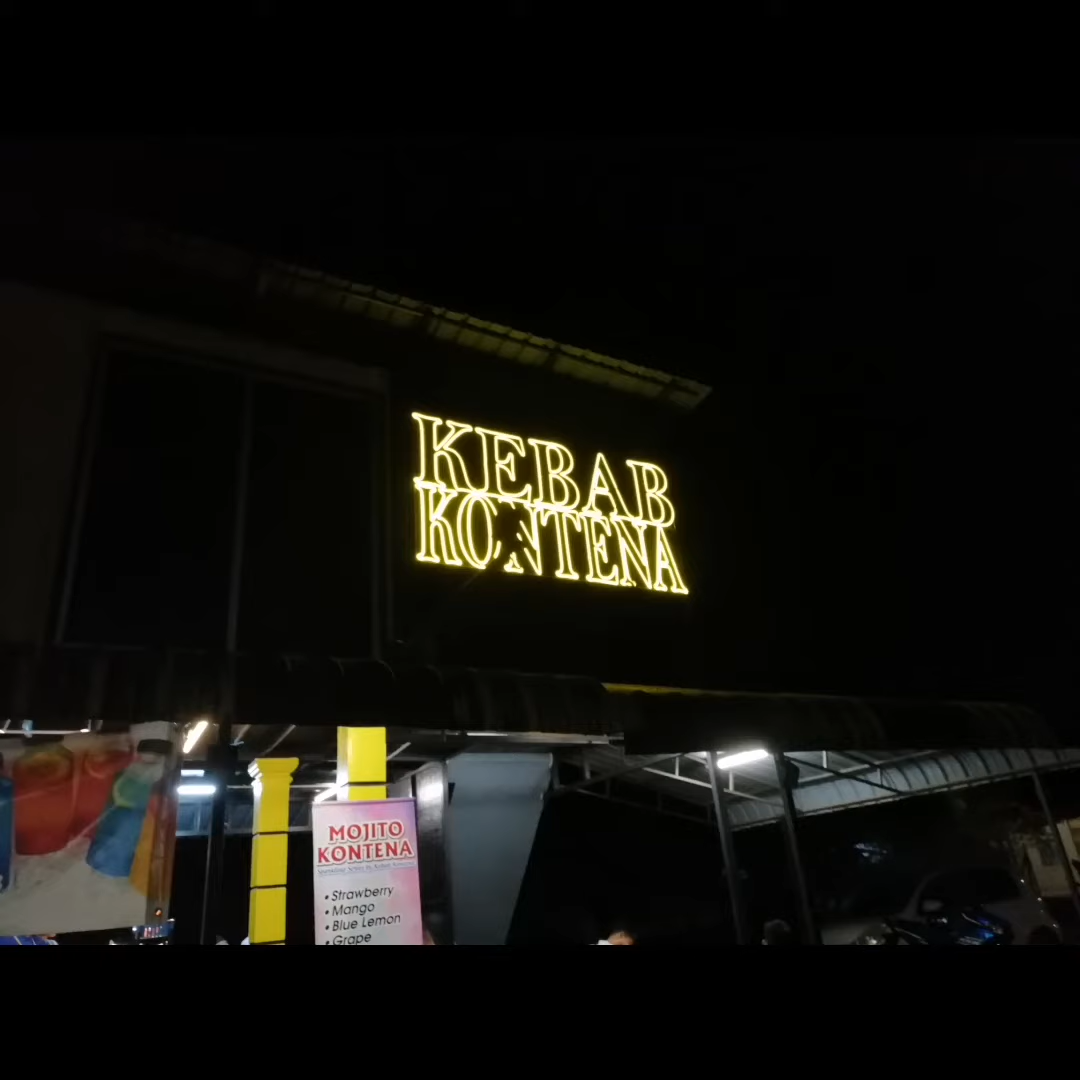 KEBAB
KONTENA
MOJITO
KONTENA
• Strawberry
• Mango
• Blue Lemon
• Grape